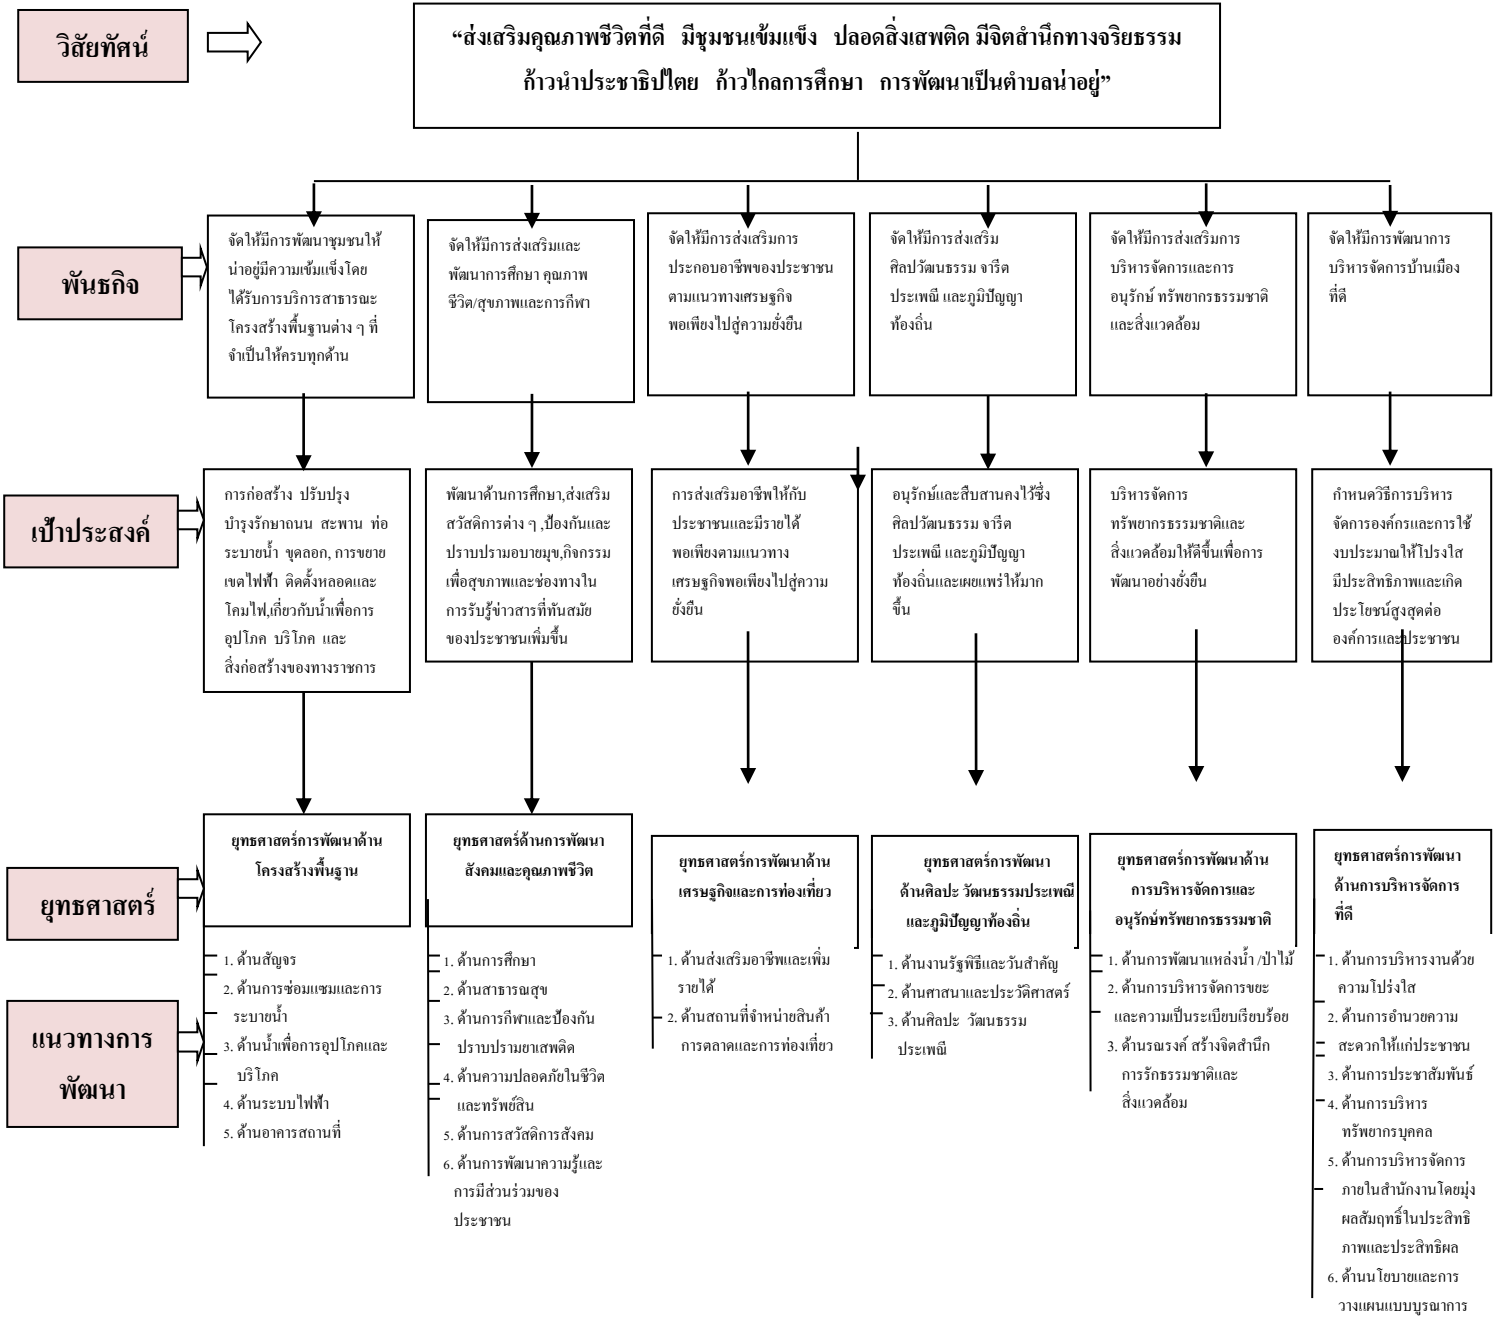 วิสัยทัศน์
“ส่งเสริมคุณภาพชีวิตที่ดี มีชุมชนเข้มแข็ง ปลอดสิ่งเสพติด มีจิตสำนึกทางจริยธรรม
ก้าวนำประชาธิปไตย ก้าวไกลการศึกษา การพัฒนาเป็นตำบลน่าอยู่”
พันธกิจ
จัดให้มีการพัฒนาชุมชนให้
น่าอยู่มีความเข้มแข็งโดย
ได้รับการบริการสาธารณะ
โครงสร้างพื้นฐานต่าง ๆ ที่
จำเป็นให้ครบทุกด้าน
จัดให้มีการส่งเสริมและ
พัฒนาการศึกษา คุณภาพ
ชีวิต/สุขภาพและการกีฬา
จัดให้มีการส่งเสริมการ
ประกอบอาชีพของประชาชน
ตามแนวทางเศรษฐกิจ
พอเพียงไปสู่ความยั่งยืน
จัดให้มีการส่งเสริม
ศิลปวัฒนธรรม จารีต
ประเพณี และภูมิปัญญา
ท้องถิ่น
จัดให้มีการส่งเสริมการ
บริหารจัดการและการ
อนุรักษ์ ทรัพยากรธรรมชาติ
และสิ่งแวดล้อม
จัดให้มีการพัฒนาการ
บริหารจัดการบ้านเมือง
ที่ดี
เป้าประสงค์
การก่อสร้าง ปรับปรุง
บำรุงรักษาถนน สะพาน ท่อ
ระบายน้ำ ขุดลอก, การขยาย
เขตไฟฟ้า ติดตั้งหลอดและ
โคมไฟ,เกี่ยวกับน้ำเพื่อการ
อุปโภค บริโภค และ
สิ่งก่อสร้างของทางราชการ
พัฒนาด้านการศึกษา,ส่งเสริม
สวัสดิการต่าง ๆ ,ป้องกันและ
ปราบปรามอบายมุข,กิจกรรม
เพื่อสุขภาพและช่องทางใน
การรับรู้ข่าวสารที่ทันสมัย
ของประชาชนเพิ่มขึ้น
การส่งเสริมอาชีพให้กับ
ประชาชนและมีรายได้
พอเพียงตามแนวทาง
เศรษฐกิจพอเพียงไปสู่ความ
ยั่งยืน
อนุรักษ์และสืบสานคงไว้ซึ่ง
ศิลปวัฒนธรรม จารีต
ประเพณี และภูมิปัญญา
ท้องถิ่นและเผยแพร่ให้มาก
ขึ้น
บริหารจัดการ
ทรัพยากรธรรมชาติและ
สิ่งแวดล้อมให้ดีขึ้นเพื่อการ
พัฒนาอย่างยั่งยืน
กำหนดวิธีการบริหาร
จัดการองค์กรและการใช้
งบประมาณให้โปร่งใส
มีประสิทธิภาพและเกิด
ประโยชน์สูงสุดต่อ
องค์การและประชาชน
ยุทธศาสตร์
ยุทธศาสตร์การพัฒนาด้าน
โครงสร้างพื้นฐาน
ยุทธศาสตร์ด้านการพัฒนา
สังคมและคุณภาพชีวิต
ยุทธศาสตร์การพัฒนาด้าน
เศรษฐกิจและการท่องเที่ยว
ยุทธศาสตร์การพัฒนา
ด้านศิลปะ วัฒนธรรมประเพณี
และภูมิปัญญาท้องถิ่น
ยุทธศาสตร์การพัฒนาด้าน
การบริหารจัดการและ
อนุรักษ์ทรัพยากรธรรมชาติ
ยุทธศาสตร์การพัฒนา
ด้านการบริหารจัดการ
ที่ดี
แนวทางการ
พัฒนา
1. ด้านสัญจร
2. ด้านการซ่อมแซมและการ
ระบายน้ำ
3. ด้านน้ำเพื่อการอุปโภคและ
บริโภค
4. ด้านระบบไฟฟ้า
5. ด้านอาคารสถานที่
1. ด้านการศึกษา
2. ด้านสาธารณสุข
3. ด้านการกีฬาและป้องกัน
ปราบปรามยาเสพติด
4. ด้านความปลอดภัยในชีวิต
และทรัพย์สิน
5. ด้านการสวัสดิการสังคม
6. ด้านการพัฒนาความรู้และ
การมีส่วนร่วมของ
ประชาชน
1. ด้านส่งเสริมอาชีพและเพิ่ม
รายได้
2. ด้านสถานที่จำหน่ายสินค้า
การตลาดและการท่องเที่ยว
1. ด้านงานรัฐพิธีและวันสำคัญ
2. ด้านศาสนาและประวัติศาสตร์
3. ด้านศิลปะ วัฒนธรรม
ประเพณี
1. ด้านการพัฒนาแหล่งน้ำ /ป่าไม้
2. ด้านการบริหารจัดการขยะ
และความเป็นระเบียบเรียบร้อย
3. ด้านรณรงค์ สร้างจิตสำนึก
การรักธรรมชาติและ
สิ่งแวดล้อม
1. ด้านการบริหารงานด้วย
ความโปร่งใส
2. ด้านการอำนวยความ
สะดวกให้แก่ประชาชน
3. ด้านการประชาสัมพันธ์
4. ด้านการบริหาร
ทรัพยากรบุคคล
5. ด้านการบริหารจัดการ
ภายในสำนักงานโดยมุ่ง
ผลสัมฤทธิ์ในประสิทธิ
ภาพและประสิทธิผล
6. ด้านนโยบายและการ
วางแผนแบบบูรณาการ